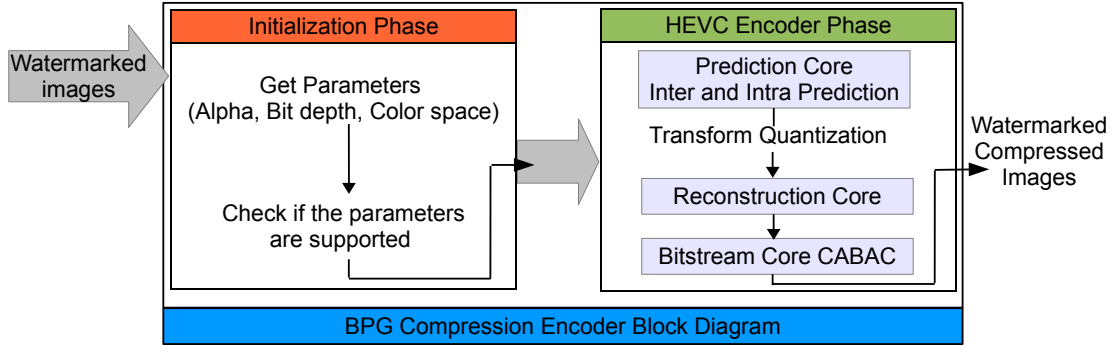 Watermarked
images
Initialization Phase
Get Parameters
(Alpha, Bit depth, Color space)
Check if the parameters
are supported
HEVC Encoder Phase
Prediction Core
Inter and Intra Prediction
Transform Quantization
Reconstruction Core
Bitstream Core CABAC
Watermarked
Compressed
Images
BPG Compression Encoder Block Diagram